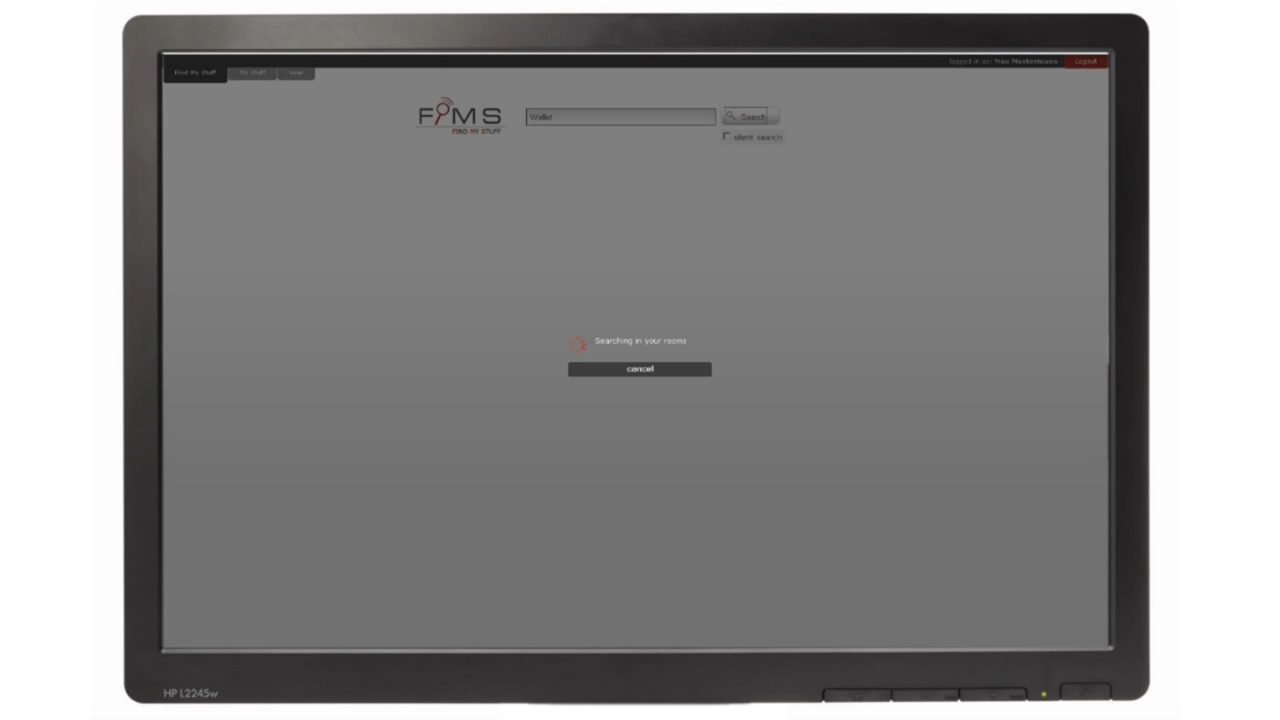 Find My Stuff My Stuff User
logged in as: Max Mustermann Logout
FMS
FIND MY STUFF
Wallet
Search
silent search
Searching in your rooms
cancel
HP L2245w